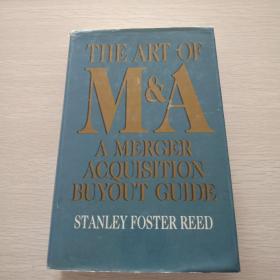 THE ART OF
M&A
A MERGER
ACQUISITION
BUYOUT GUIDE
STANLEY FOSTER REED